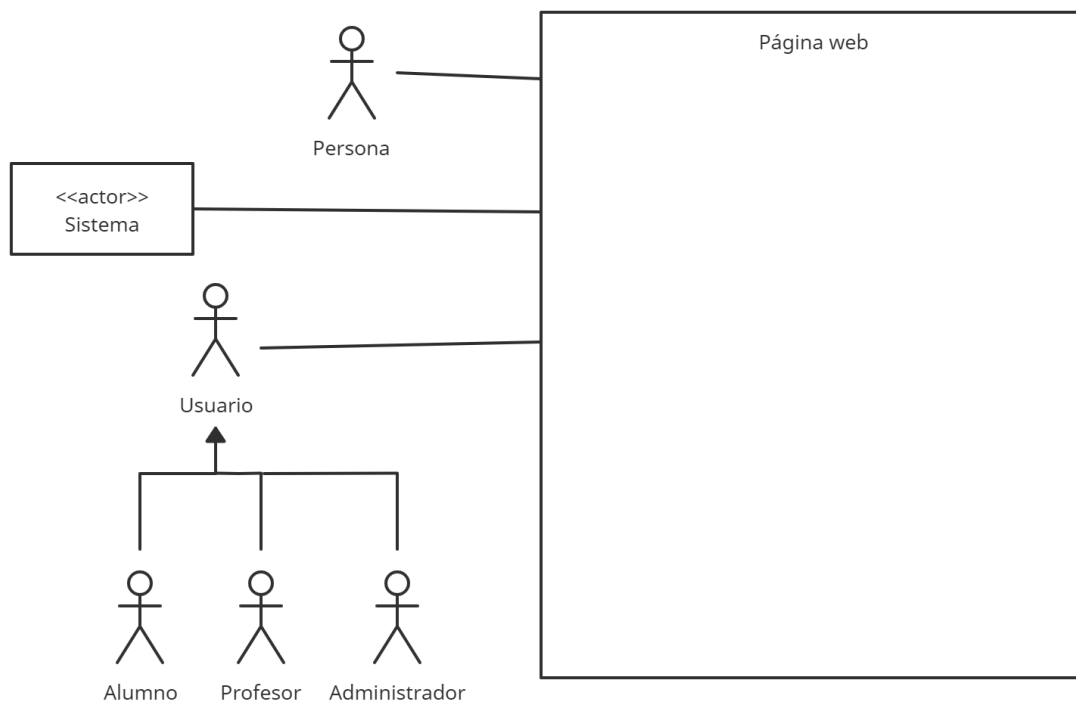 Página web
Persona
<<actor>>
Sistema
Usuario
Alumno
Profesor
Administrador